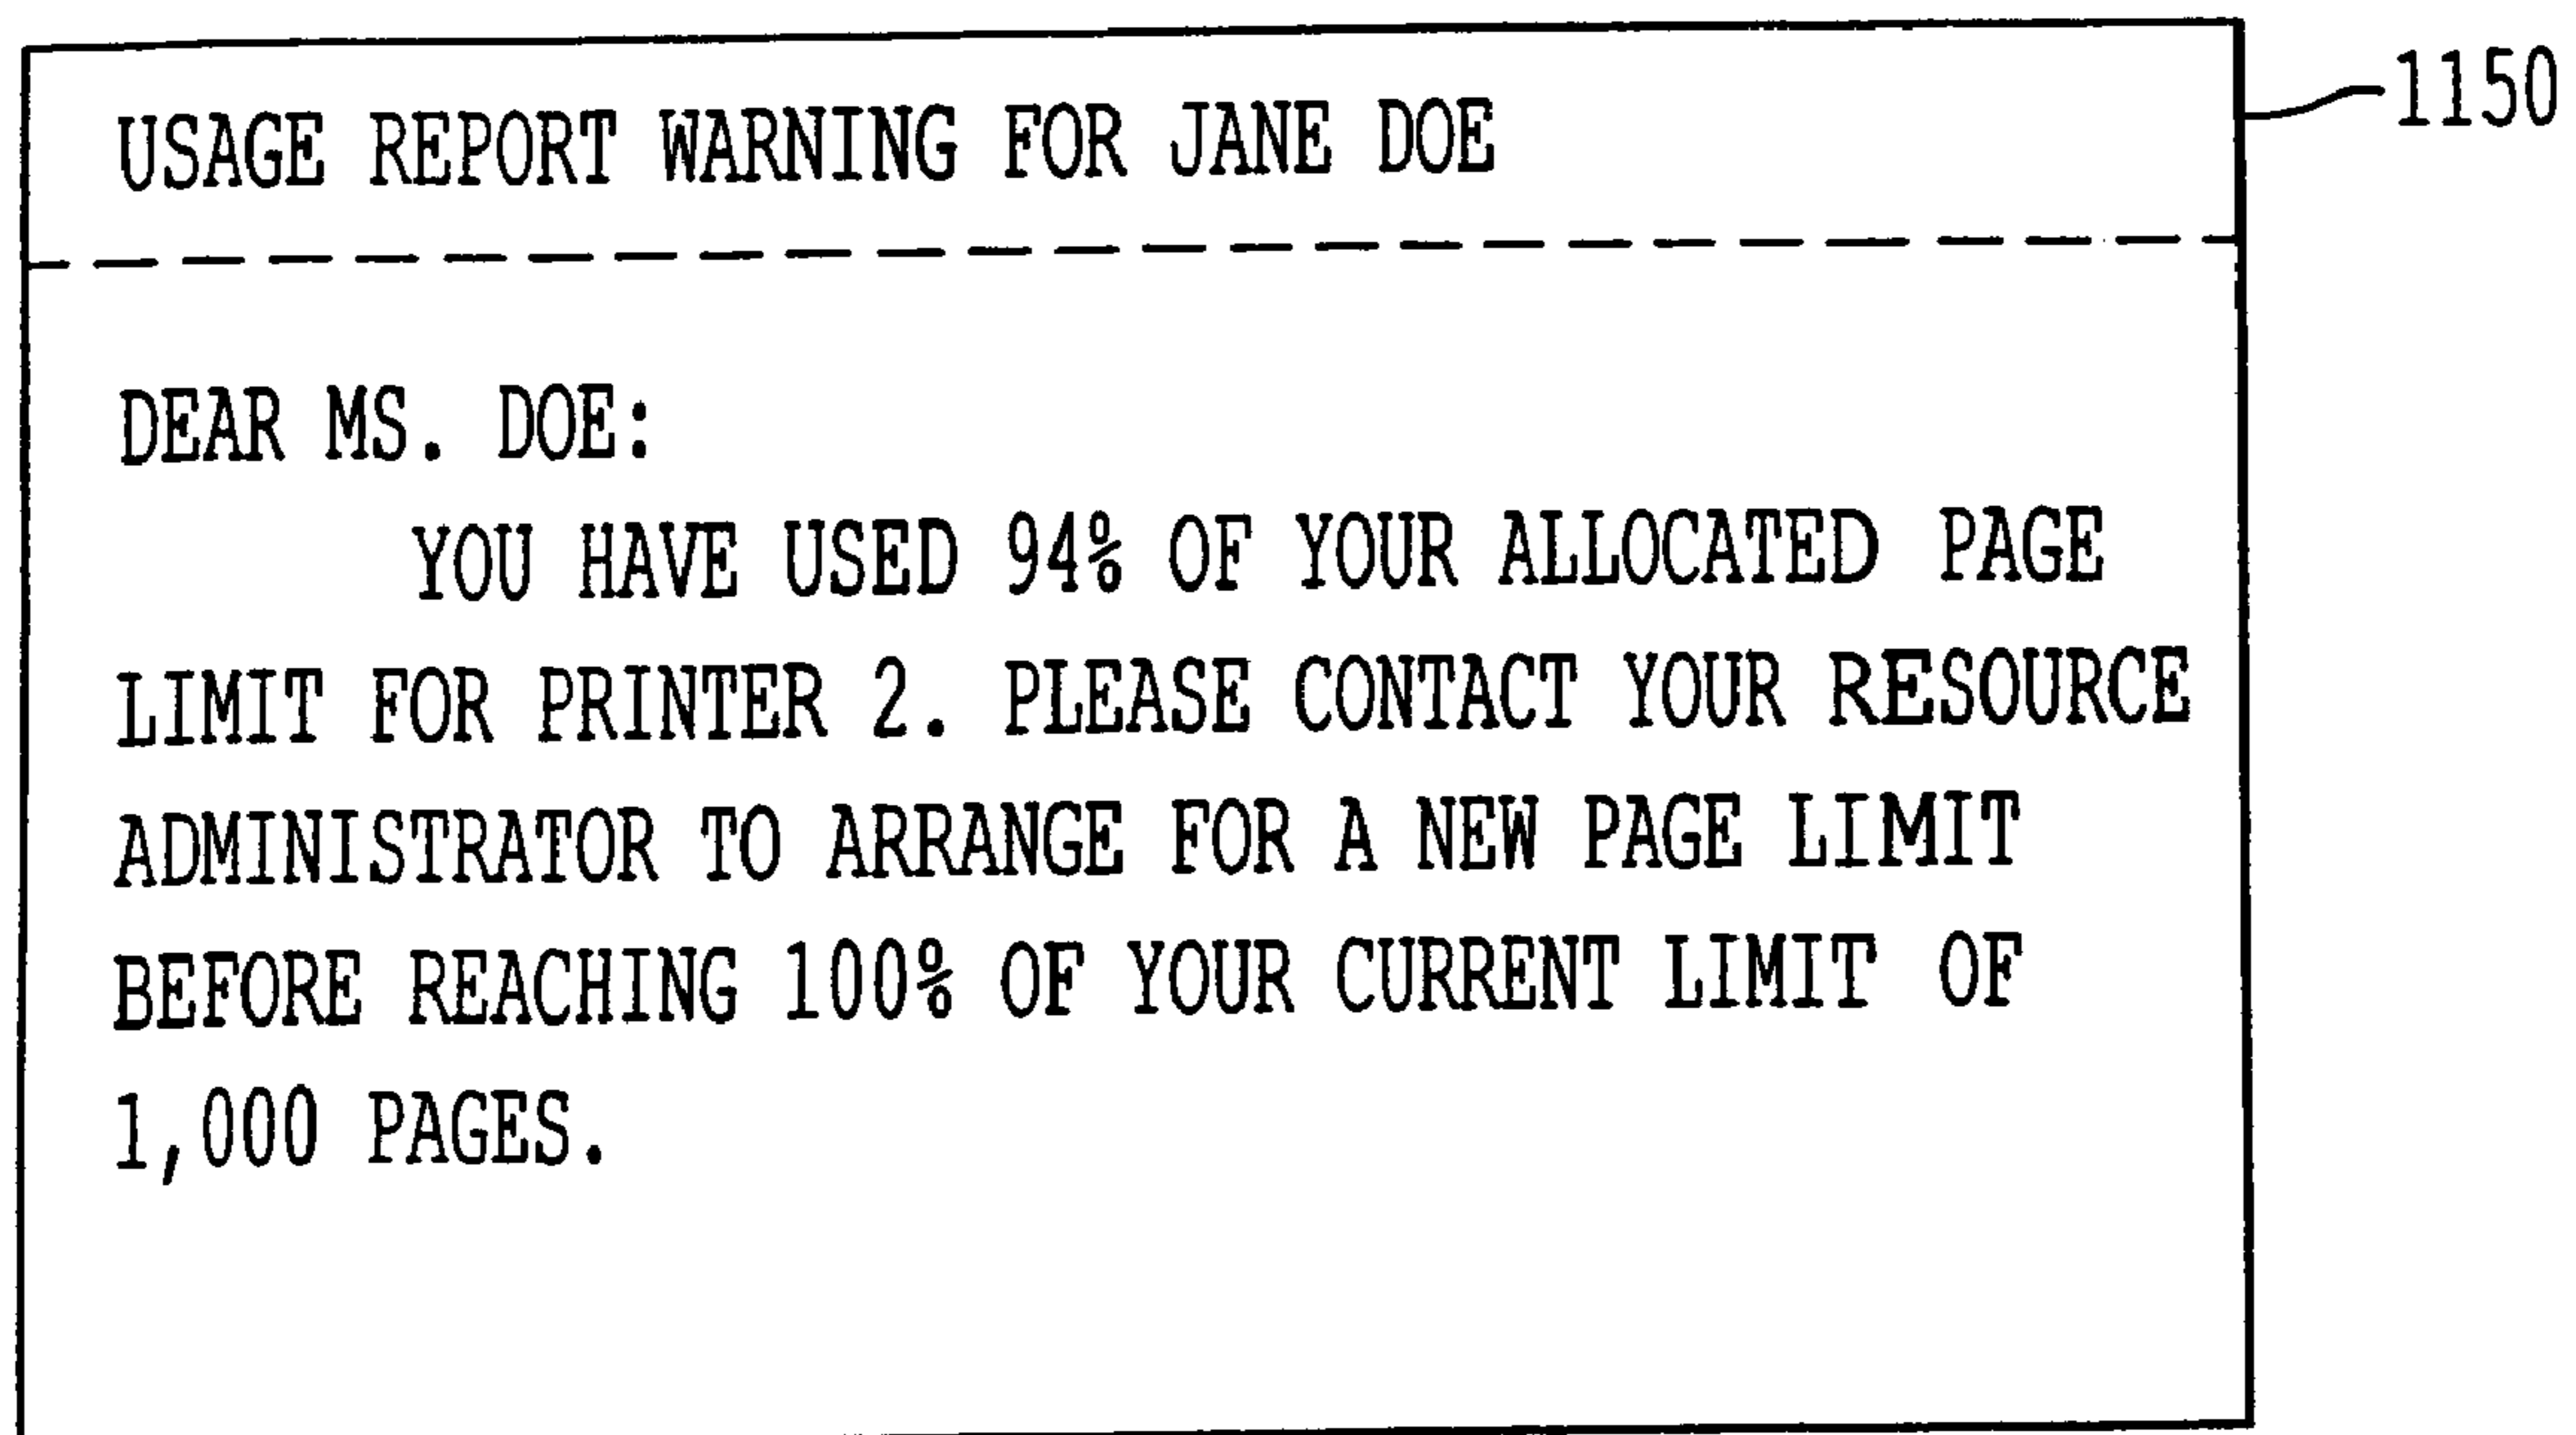 1150
USAGE REPORT WARNING FOR JANE DOE
DEAR MS. DOE:
YOU HAVE USED 94% OF YOUR ALLOCATED PAGE
LIMIT FOR PRINTER 2. PLEASE CONTACT YOUR RESOURCE
ADMINISTRATOR TO ARRANGE FOR A NEW PAGE LIMIT
BEFORE REACHING 100% OF YOUR CURRENT LIMIT OF
1,000 PAGES.